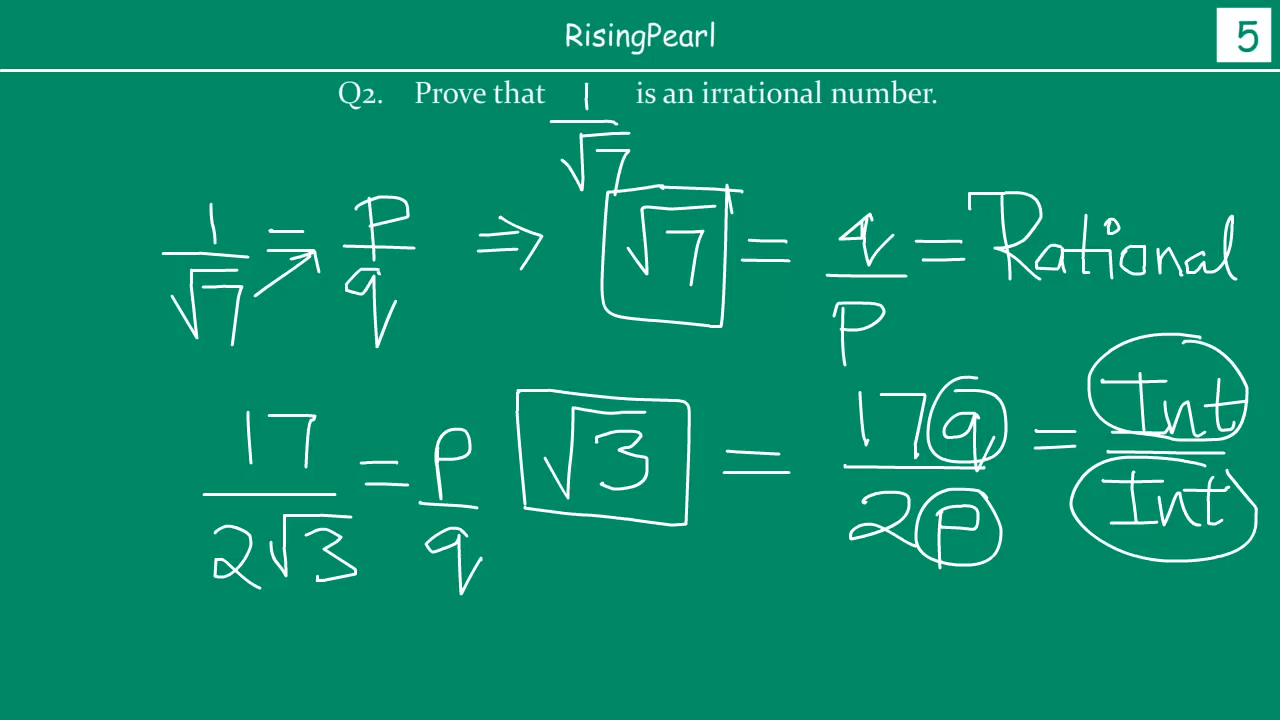 RisingPearl
5
Q2. Prove that 1/√7 is an irrational number.
1/√7 = p/q ⇒ √7 = q/p = Rational
17/2√3 = p/q √3 = 17q/2p = Int/Int